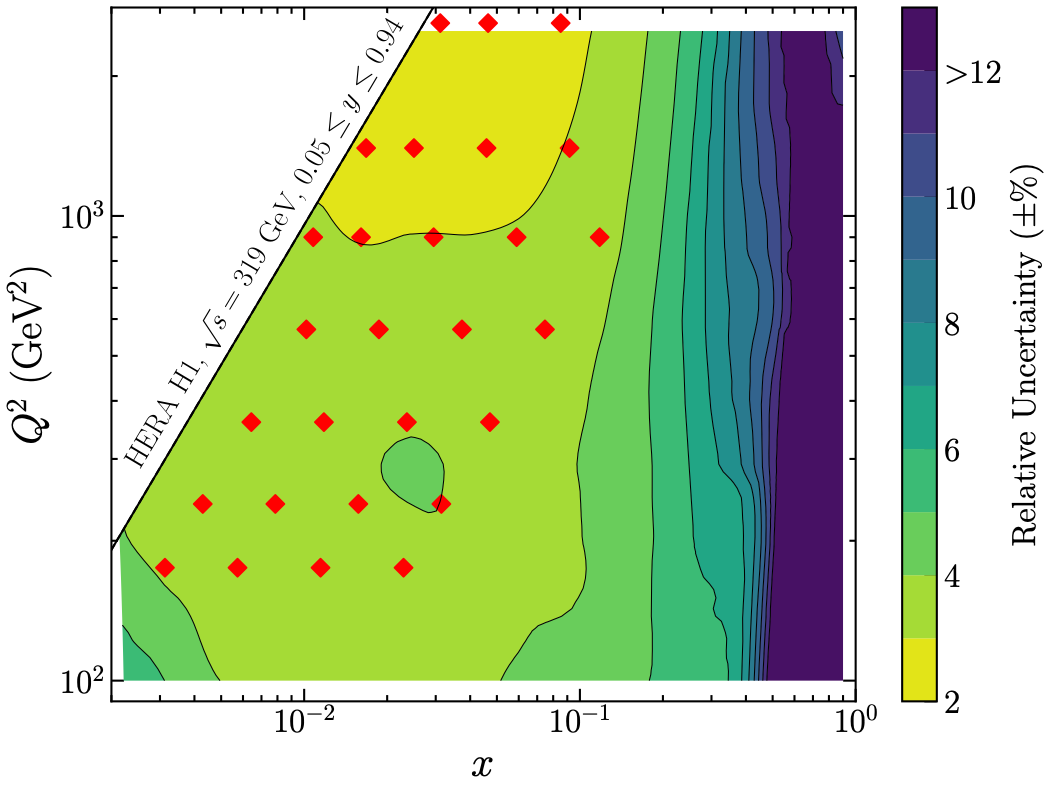 HERA H1, √s = 319 GeV, 0.05 ≤ y ≤ 0.94
Q² (GeV²)
10³
10²
10⁻²
10⁻¹
10⁰
x
>12
10
8
6
4
2
Relative Uncertainty (±%)